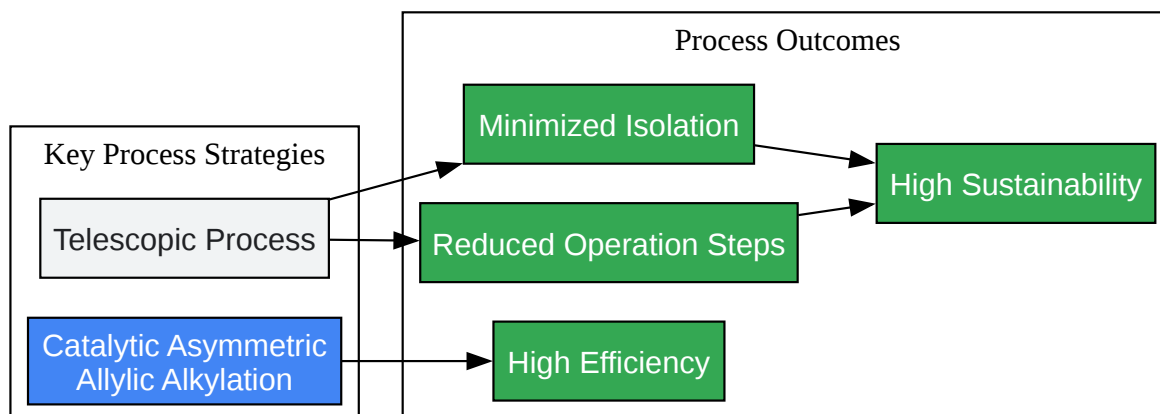 Process Outcomes
Minimized Isolation
Key Process Strategies
High Sustainability
Telescopic Process
Reduced Operation Steps
Catalytic Asymmetric
Allylic Alkylation
High Efficiency